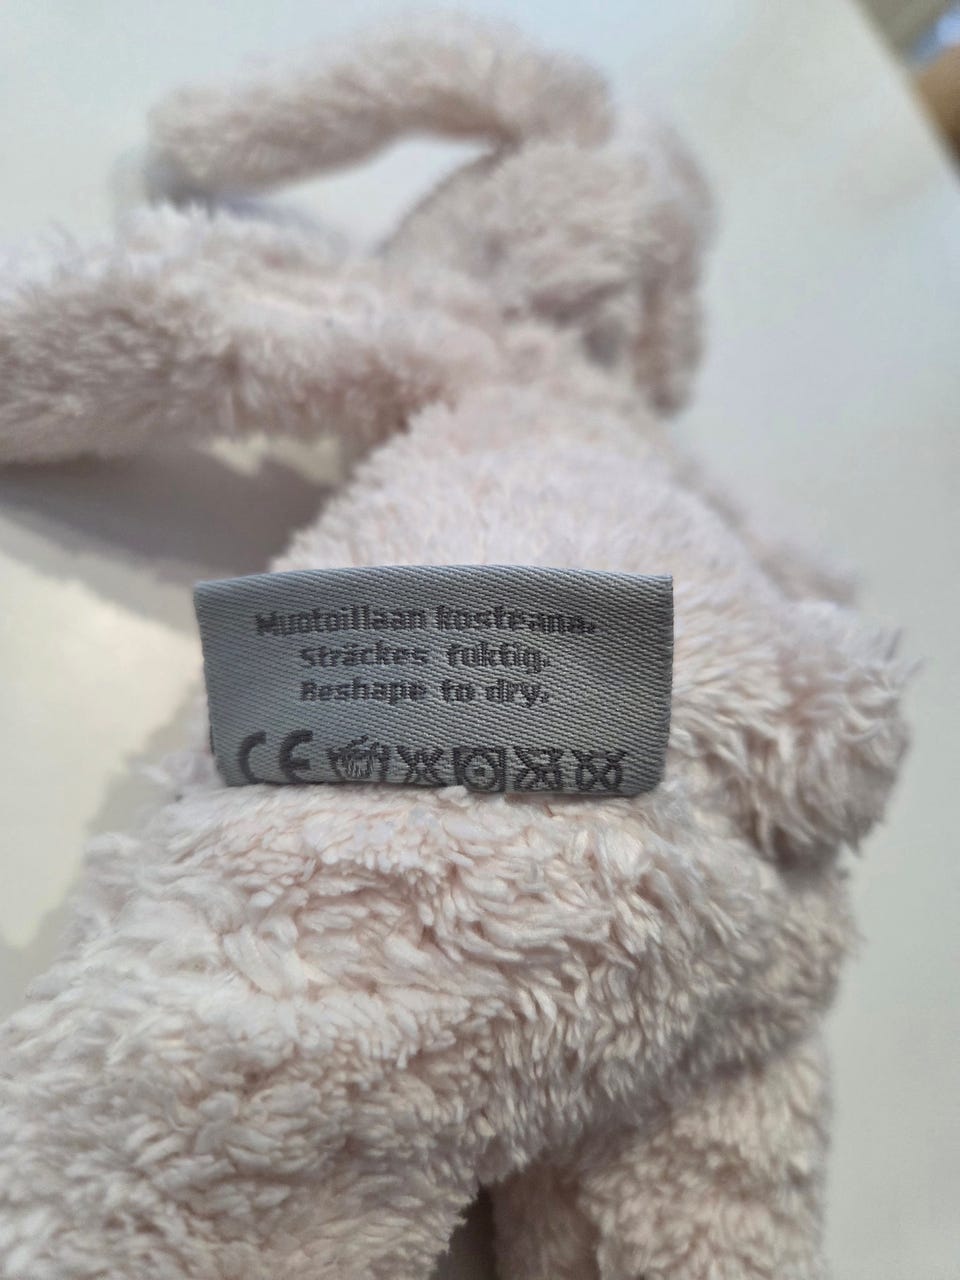 Muotoillaan kosteana.
Sträckes fuktig.
Reshape to dry.
CE